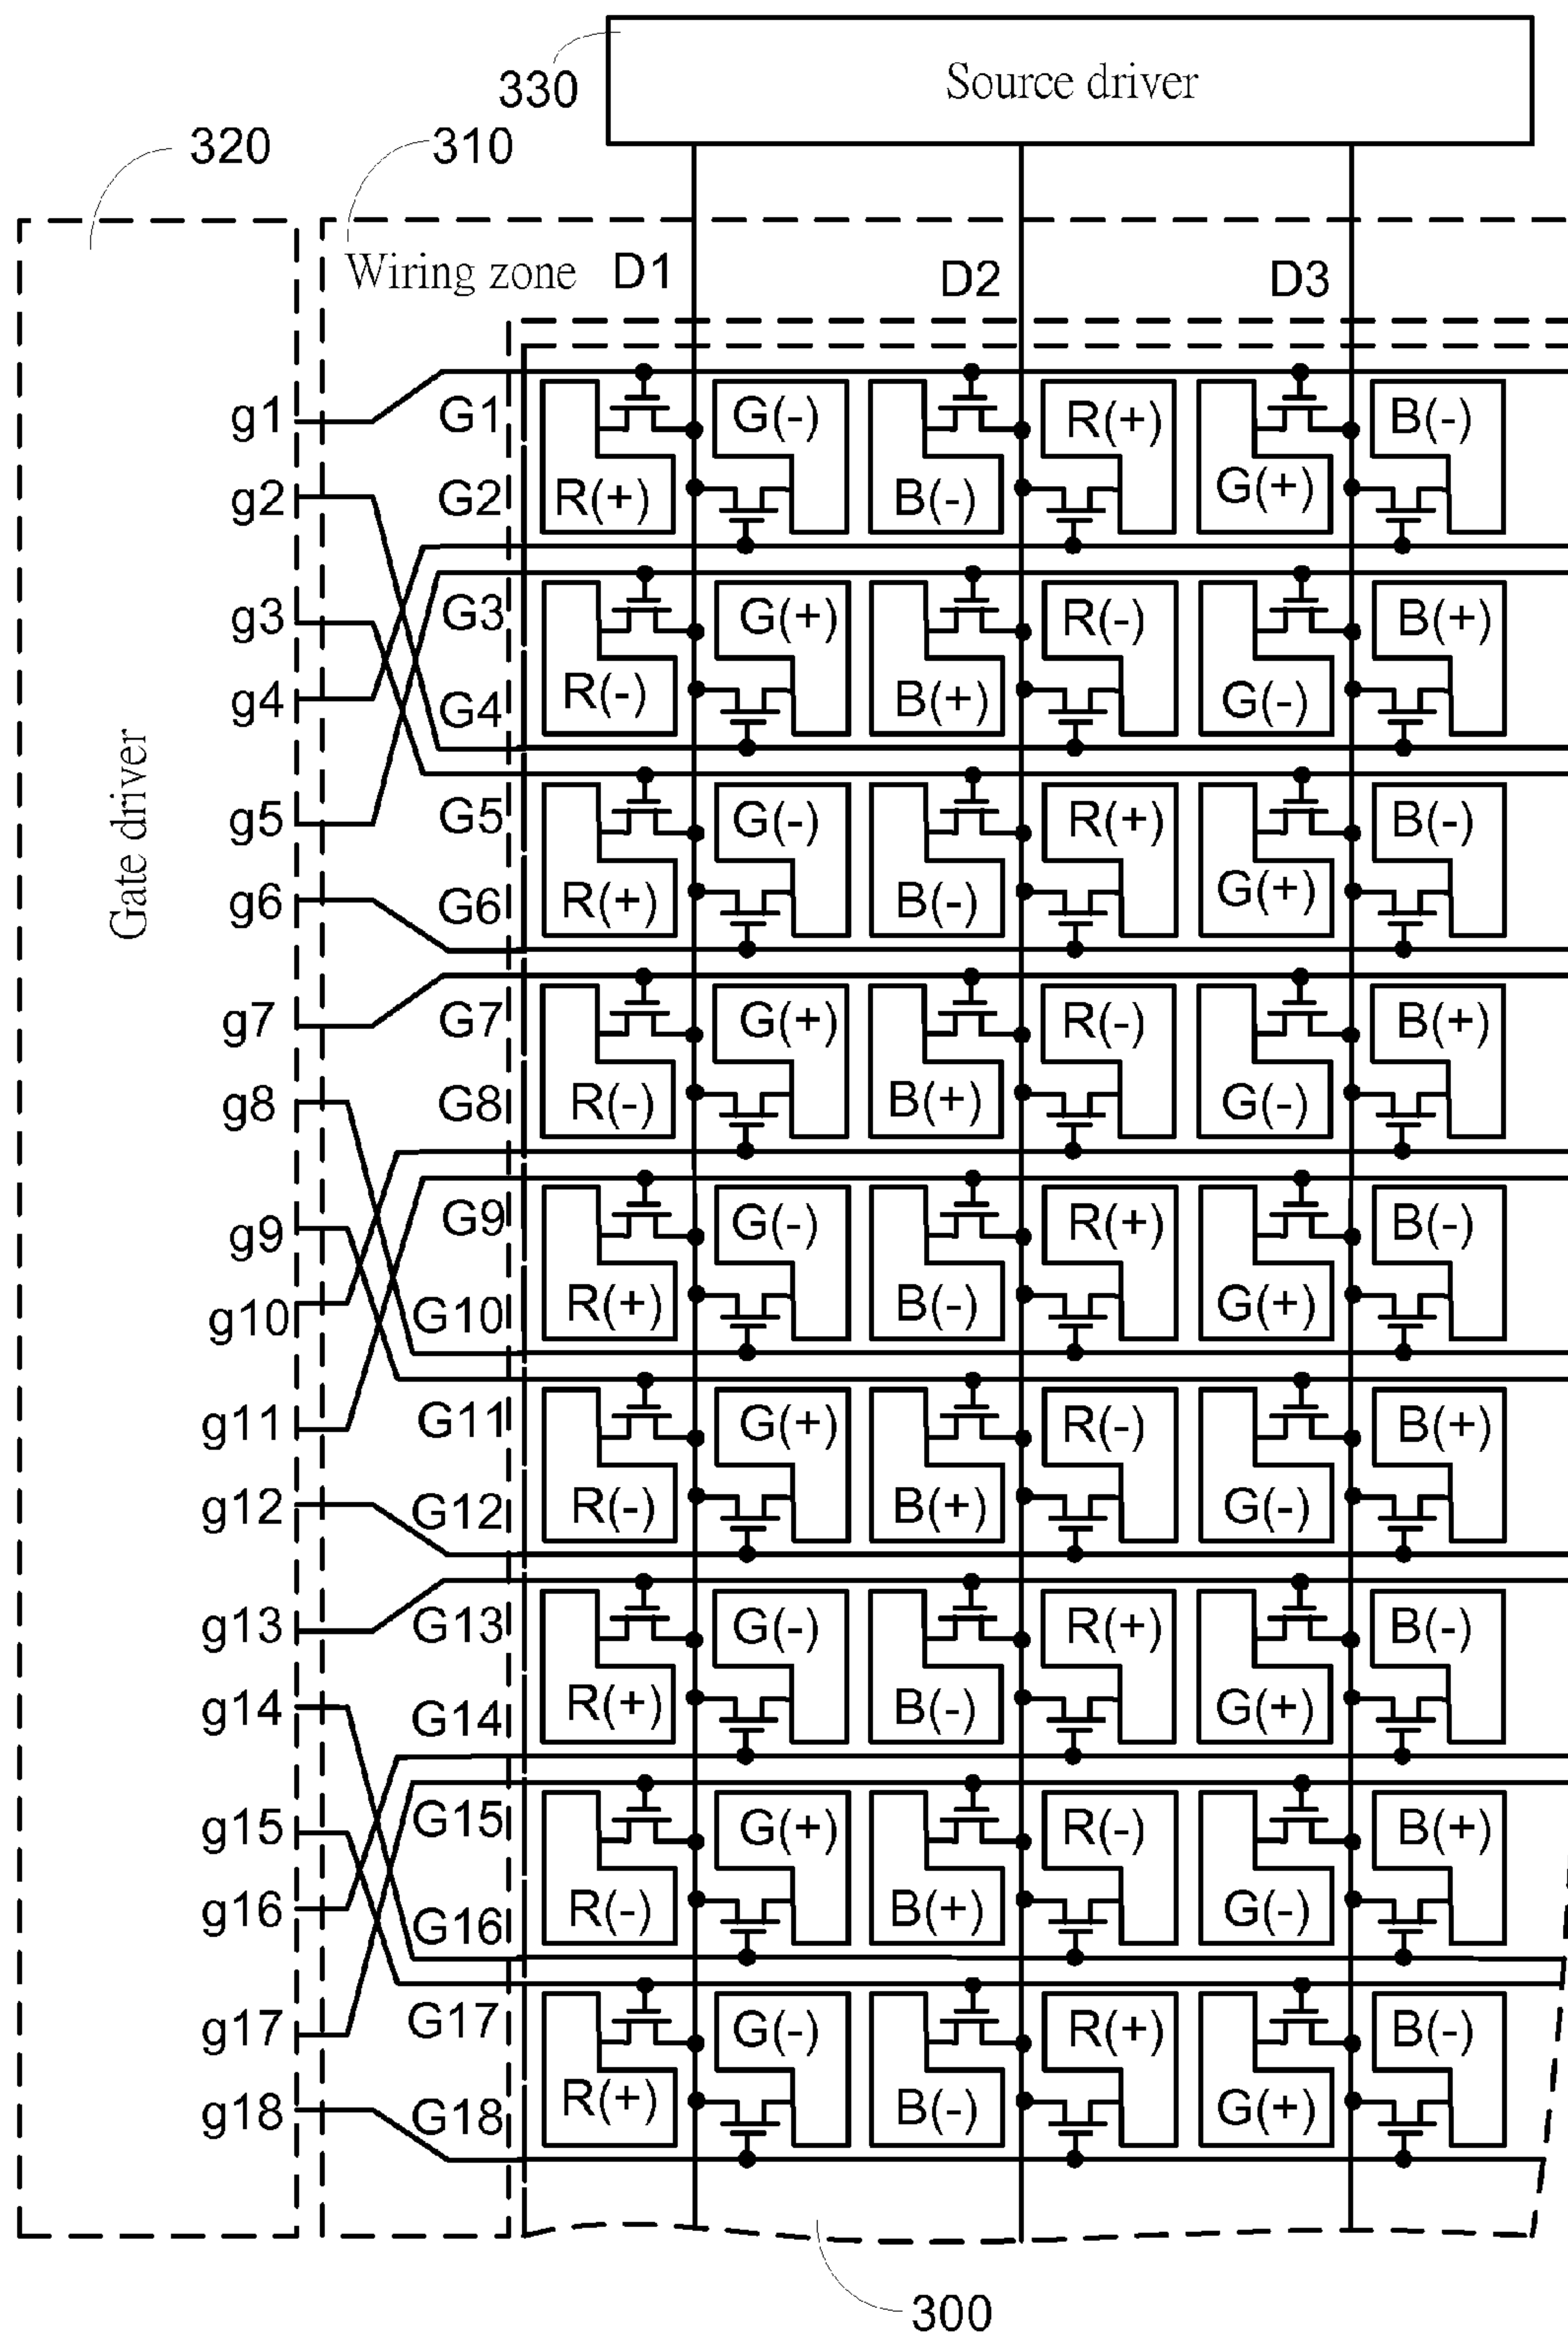 330
Source driver
320
310
Wiring zone
D1
D2
D3
Gate driver
g1 G1 G(-) R(+) B(-)
g2 G2 R(+) B(-) G(+)
g3 G3 G(+) R(-) B(+)
g4 G4 R(-) B(+) G(-)
g5 G5 G(-) R(+) B(-)
g6 G6 R(+) B(-) G(+)
g7 G7 G(+) R(-) B(+)
g8 G8 R(-) B(+) G(-)
g9 G9 G(-) R(+) B(-)
g10 G10 R(+) B(-) G(+)
g11 G11 G(+) R(-) B(+)
g12 G12 R(-) B(+) G(-)
g13 G13 G(-) R(+) B(-)
g14 G14 R(+) B(-) G(+)
g15 G15 G(+) R(-) B(+)
g16 G16 R(-) B(+) G(-)
g17 G17 G(-) R(+) B(-)
g18 G18 R(+) B(-) G(+)
300